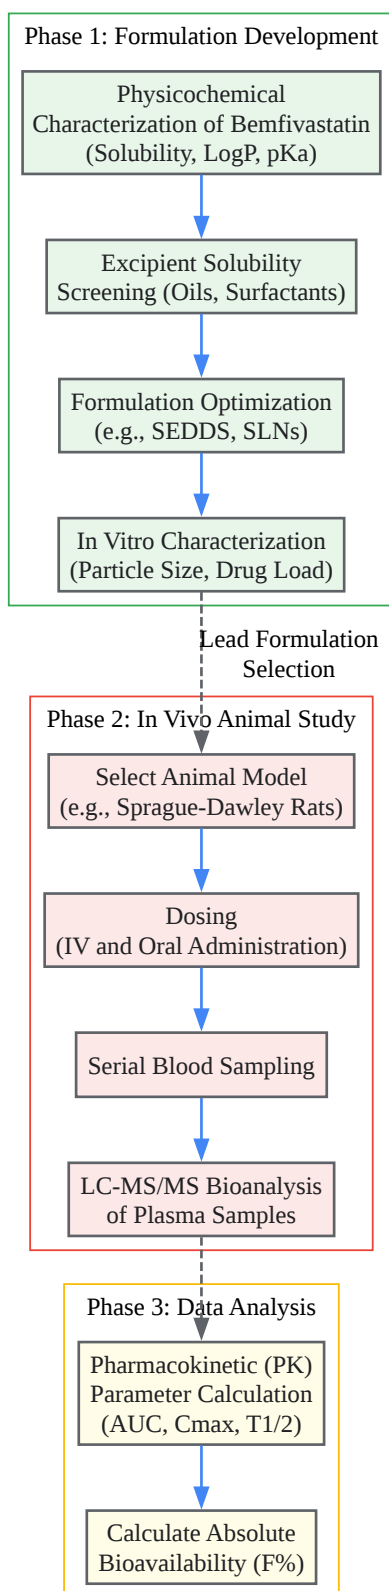 Phase 1: Formulation Development
Physicochemical
Characterization of Bemfivastatin
(Solubility, LogP, pKa)
Excipient Solubility
Screening (Oils, Surfactants)
Formulation Optimization
(e.g., SEDDS, SLNs)
In Vitro Characterization
(Particle Size, Drug Load)
Lead Formulation
Selection
Phase 2: In Vivo Animal Study
Select Animal Model
(e.g., Sprague-Dawley Rats)
Dosing
(IV and Oral Administration)
Serial Blood Sampling
LC-MS/MS Bioanalysis
of Plasma Samples
Phase 3: Data Analysis
Pharmacokinetic (PK)
Parameter Calculation
(AUC, Cmax, T1/2)
Calculate Absolute
Bioavailability (F%)